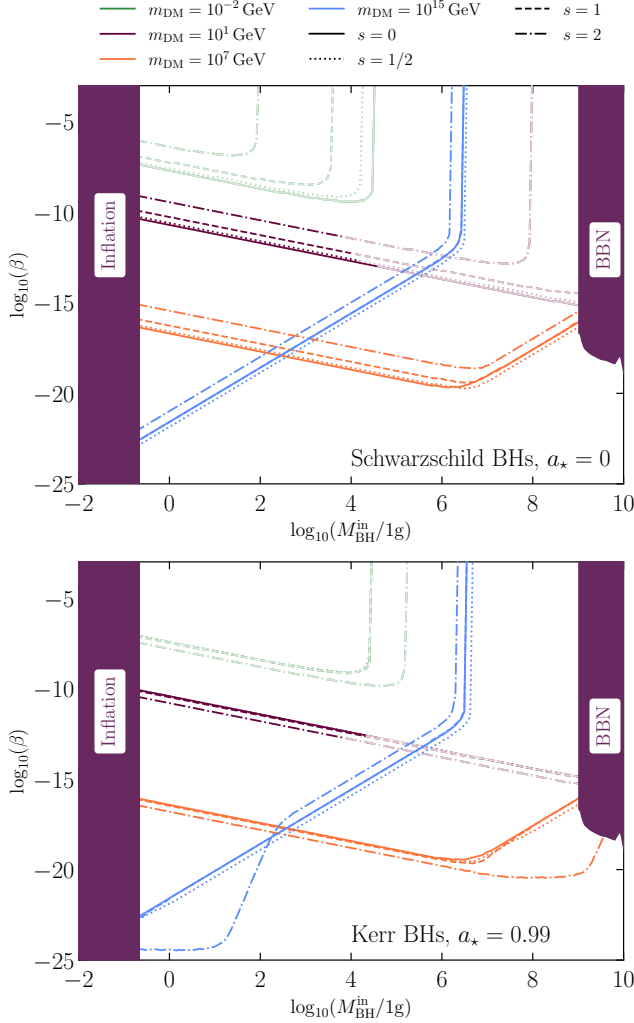 m_DM = 10^−2 GeV   m_DM = 10^15 GeV   s = 1
m_DM = 10^1 GeV   s = 0   s = 2
m_DM = 10^7 GeV   s = 1/2
−5
−10
−15
−20
−25
log10(β)
Inflation
BBN
Schwarzschild BHs, a⋆ = 0
−2 0 2 4 6 8 10
log10(M_BH^in/1g)
−5
−10
−15
−20
−25
log10(β)
Inflation
BBN
Kerr BHs, a⋆ = 0.99
−2 0 2 4 6 8 10
log10(M_BH^in/1g)